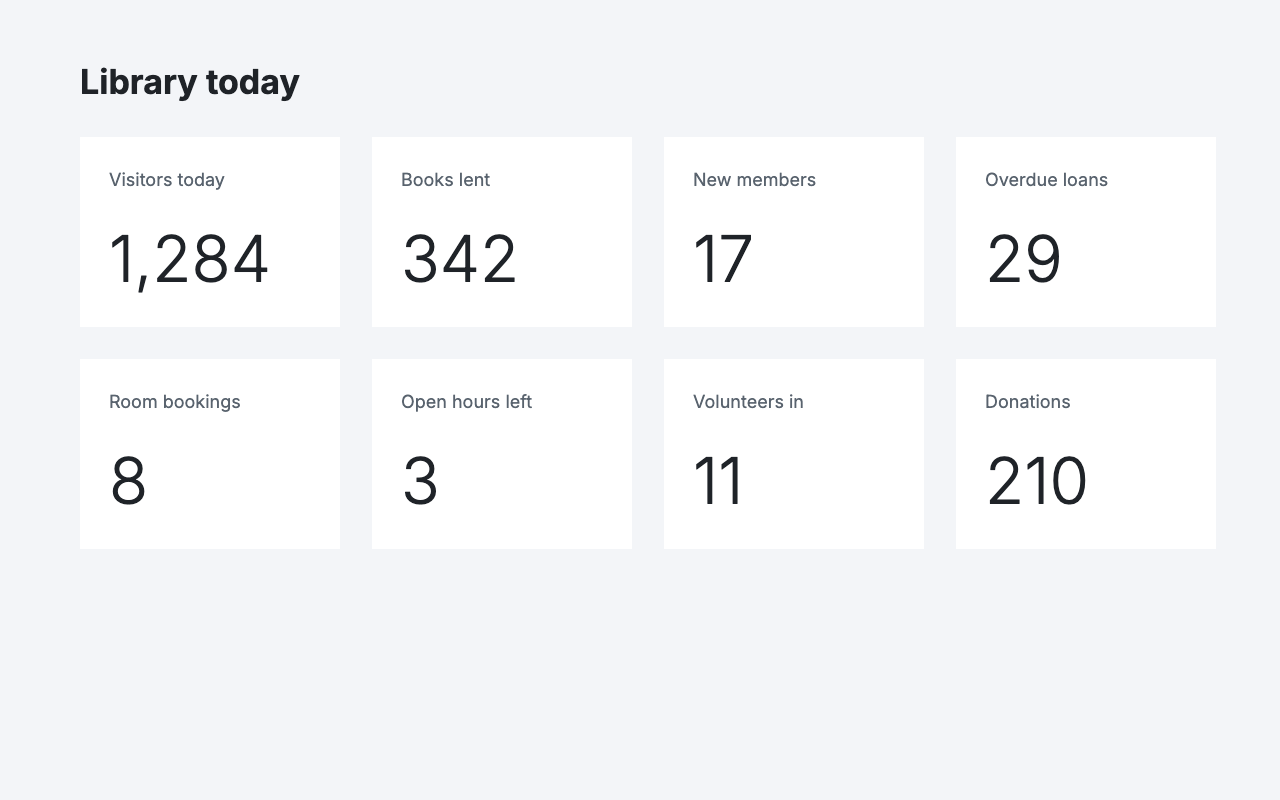 Library today
Visitors today
1,284
Books lent
342
New members
17
Overdue loans
29
Room bookings
8
Open hours left
3
Volunteers in
11
Donations
210